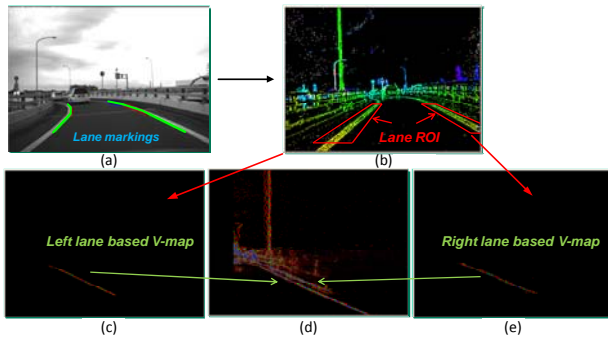 Lane markings
Lane ROI
(a)
(b)
Left lane based V-map
Right lane based V-map
(c)
(d)
(e)